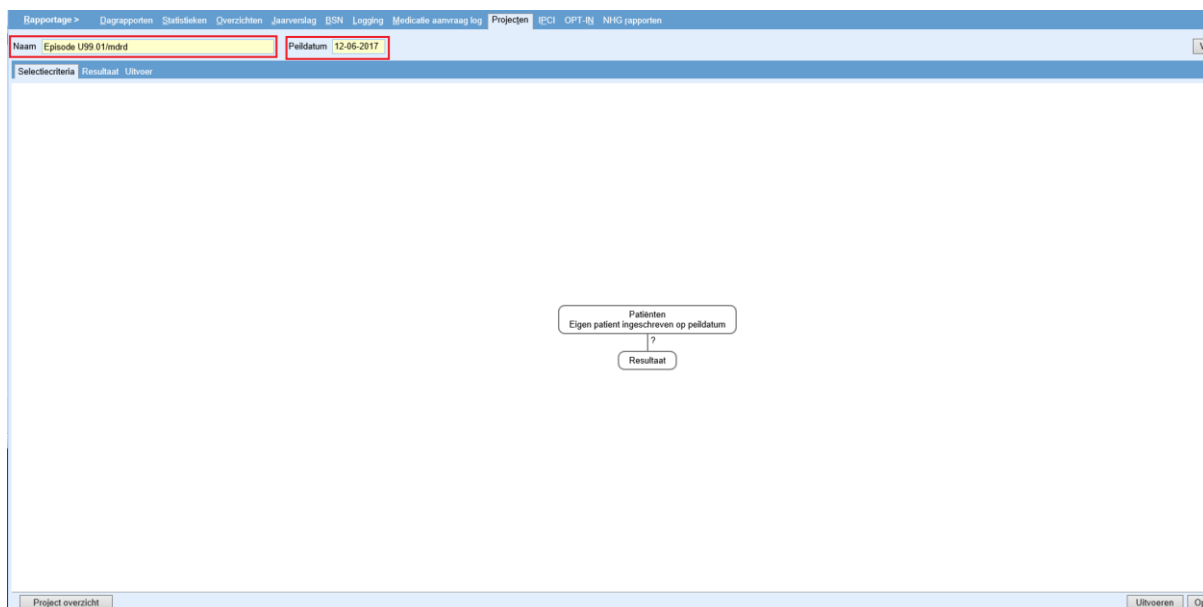 Rapportage > Dagrapporten Statistieken Overzichten Jaarverslag BSN Logging Medicatie aanvraag log Projecten IPCI OPT-IN NHG rapporten
Naam Episode U99.01/mdrd Peildatum 12-06-2017
Selectiecriteria Resultaat Uitvoer
Patiënten
Eigen patient ingeschreven op peildatum
?
Resultaat
Project overzicht Uitvoeren